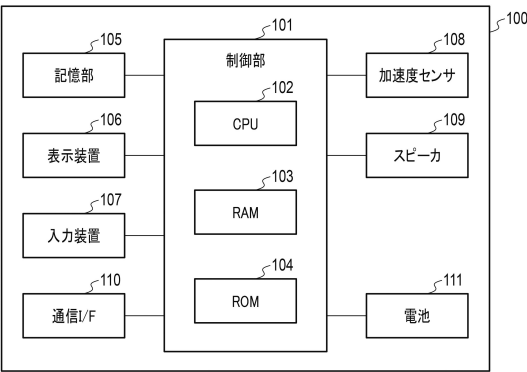 100
101
制御部
105
記憶部
102
CPU
108
加速度センサ
106
表示装置
109
スピーカ
103
RAM
107
入力装置
104
ROM
110
通信I/F
111
電池